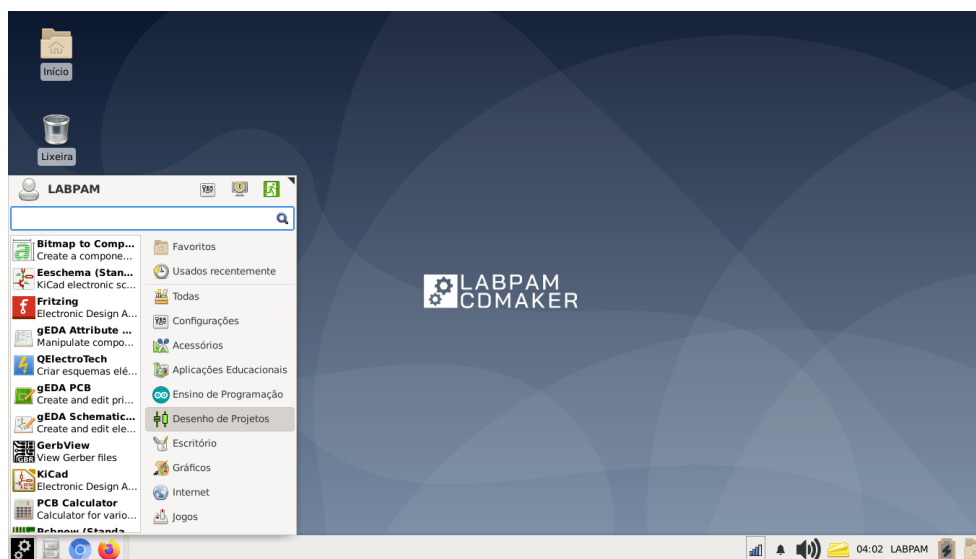 Início
Lixeira
LABPAM
Bitmap to Comp...
Create a compone...
Eeschema (Stan...
KiCad electronic sc...
Fritzing
Electronic Design A...
gEDA Attribute ...
Manipulate compo...
QElectroTech
Criar esquemas elé...
gEDA PCB
Create and edit pri...
gEDA Schematic...
Create and edit ele...
GerbView
View Gerber files
KiCad
Electronic Design A...
PCB Calculator
Calculator for vario...
Pcbnew (Standa...
Favoritos
Usados recentemente
Todas
Configurações
Acessórios
Aplicações Educacionais
Ensino de Programação
Desenho de Projetos
Escritório
Gráficos
Internet
Jogos
LABPAM
CDMAKER
04:02 LABPAM